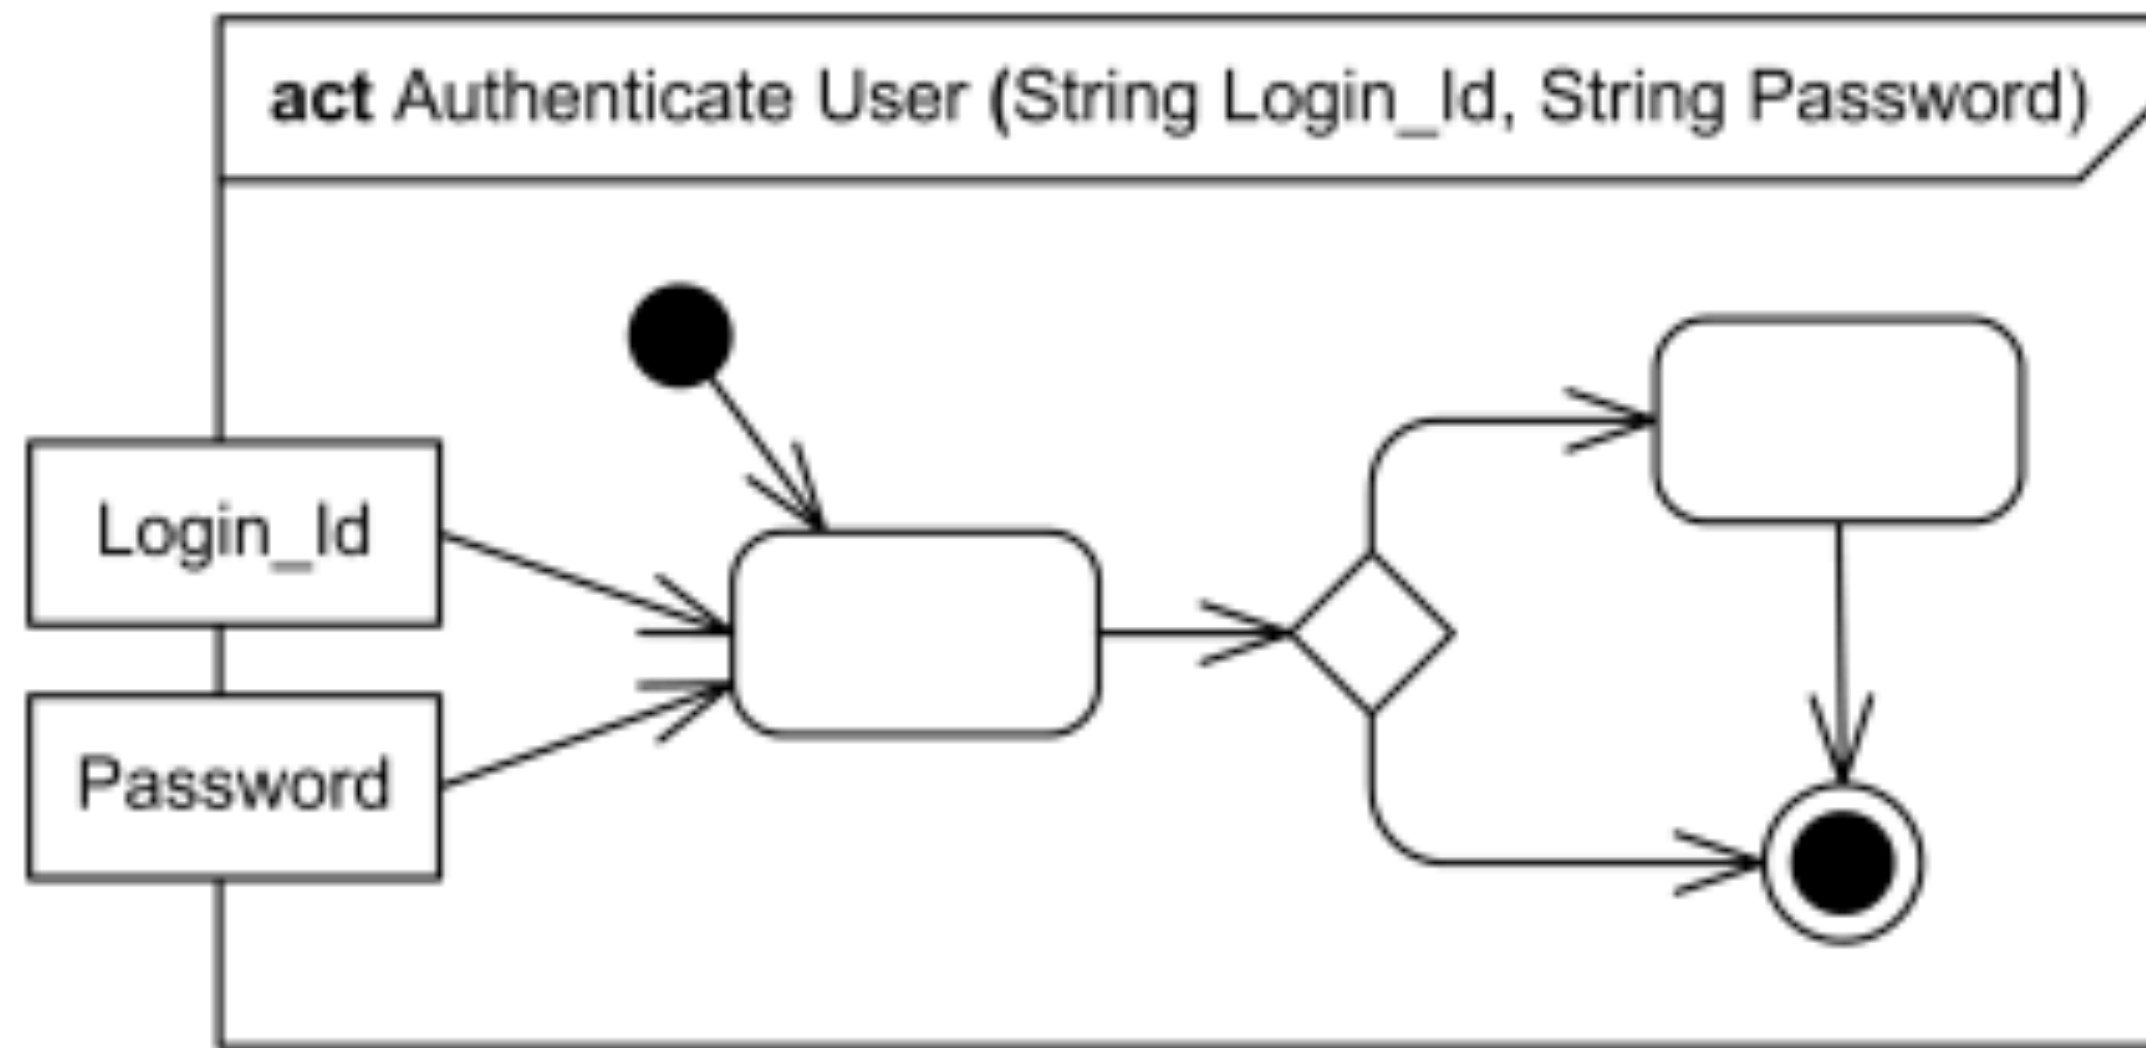 act Authenticate User (String Login_Id, String Password)
Login_Id
Password